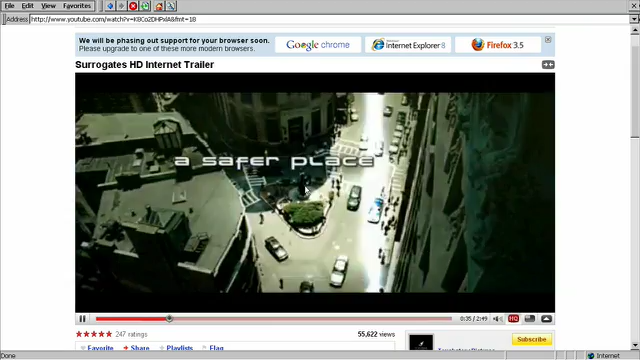 File Edit View Favorites
Address http://www.youtube.com/watch?v=K8Co2DHPxlA&fmt=18
We will be phasing out support for your browser soon.
Please upgrade to one of these more modern browsers.
Google chrome
Internet Explorer 8
Firefox 3.5
Surrogates HD Internet Trailer
a safer place
0:35 / 2:49
HQ
247 ratings
55,622 views
Favorite Share Playlists Flag
Subscribe
Done
Internet